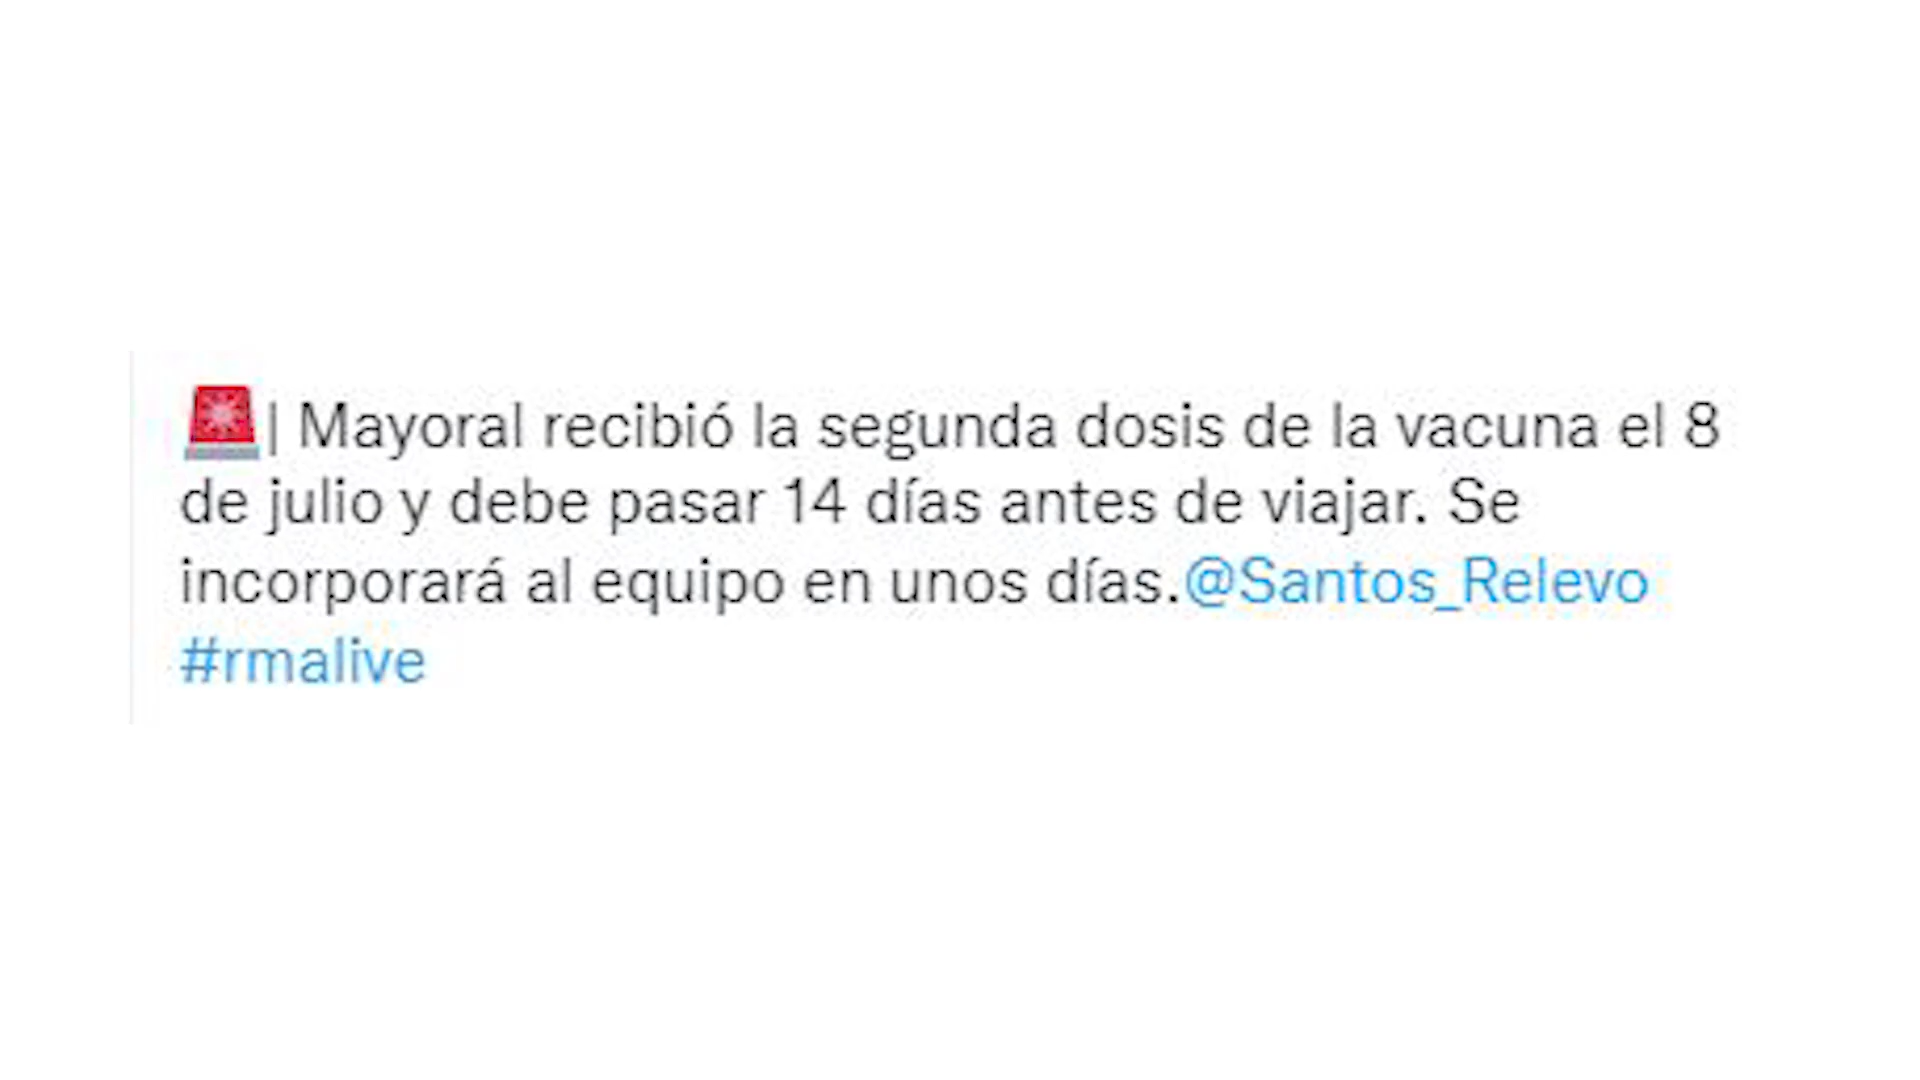 🚨| Mayoral recibió la segunda dosis de la vacuna el 8
de julio y debe pasar 14 días antes de viajar. Se
incorporará al equipo en unos días.@Santos_Relevo
#rmalive